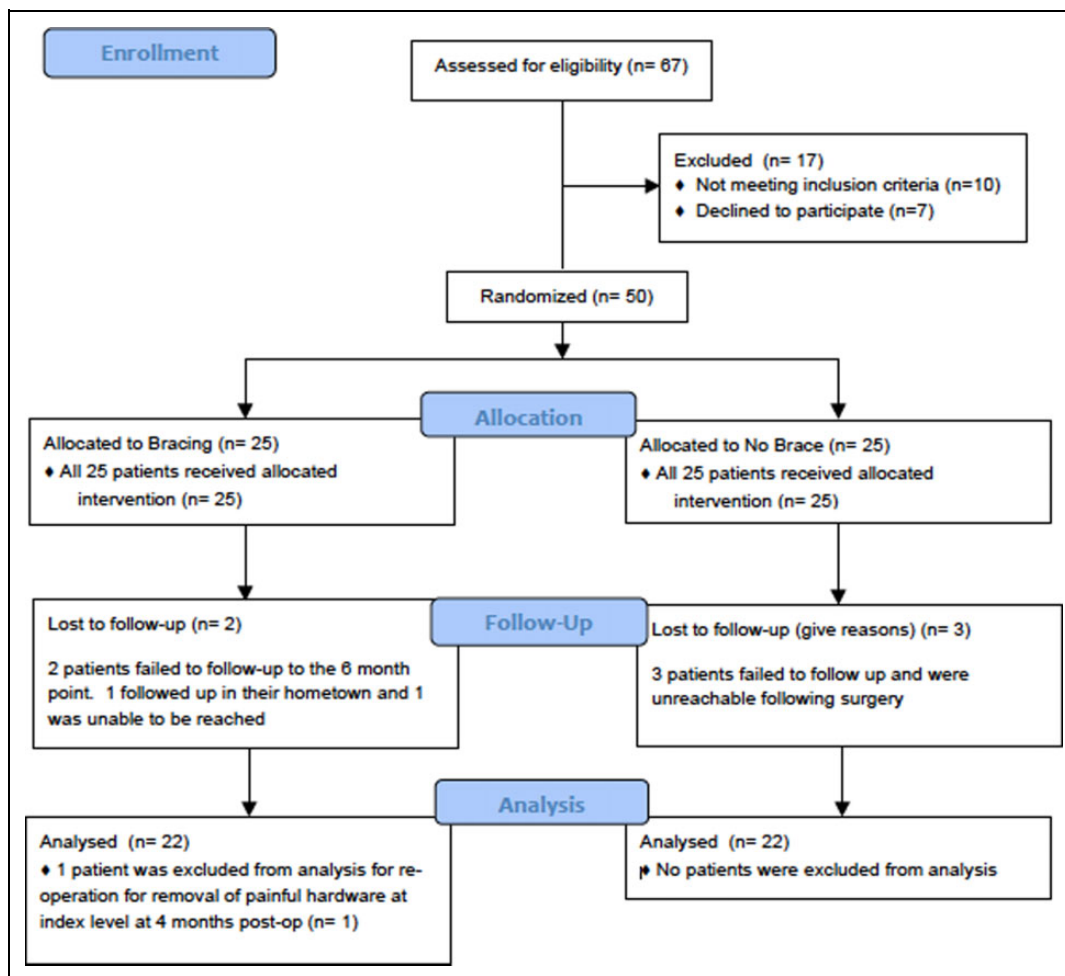 Enrollment
Assessed for eligibility (n= 67)
Excluded (n= 17)
♦ Not meeting inclusion criteria (n=10)
♦ Declined to participate (n=7)
Randomized (n= 50)
Allocation
Allocated to Bracing (n= 25)
♦ All 25 patients received allocated
intervention (n= 25)
Allocated to No Brace (n= 25)
♦ All 25 patients received allocated
intervention (n= 25)
Follow-Up
Lost to follow-up (n= 2)
2 patients failed to follow-up to the 6 month
point. 1 followed up in their hometown and 1
was unable to be reached
Lost to follow-up (give reasons) (n= 3)
3 patients failed to follow up and were
unreachable following surgery
Analysis
Analysed (n= 22)
♦ 1 patient was excluded from analysis for re-
operation for removal of painful hardware at
index level at 4 months post-op (n= 1)
Analysed (n= 22)
♦ No patients were excluded from analysis